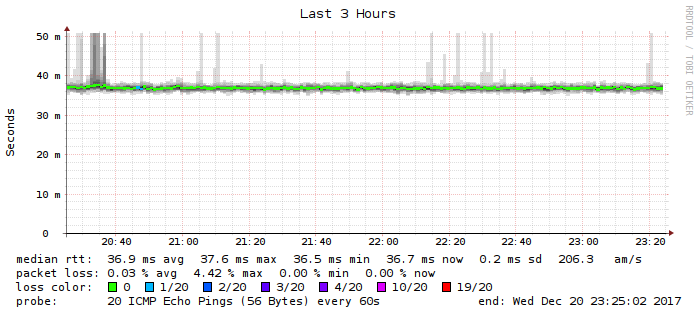 Last 3 Hours
RRDTOOL / TOBI OETIKER
Seconds
50 m
40 m
30 m
20 m
10 m
0
20:40 21:00 21:20 21:40 22:00 22:20 22:40 23:00 23:20
median rtt: 36.9 ms avg 37.6 ms max 36.5 ms min 36.7 ms now 0.2 ms sd 206.3 am/s
packet loss: 0.03 % avg 4.42 % max 0.00 % min 0.00 % now
loss color: 0 1/20 2/20 3/20 4/20 10/20 19/20
probe: 20 ICMP Echo Pings (56 Bytes) every 60s end: Wed Dec 20 23:25:02 2017